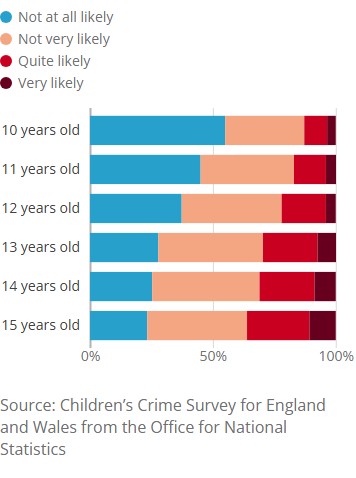 Not at all likely
Not very likely
Quite likely
Very likely
10 years old
11 years old
12 years old
13 years old
14 years old
15 years old
0%
50%
100%
Source: Children’s Crime Survey for England
and Wales from the Office for National
Statistics